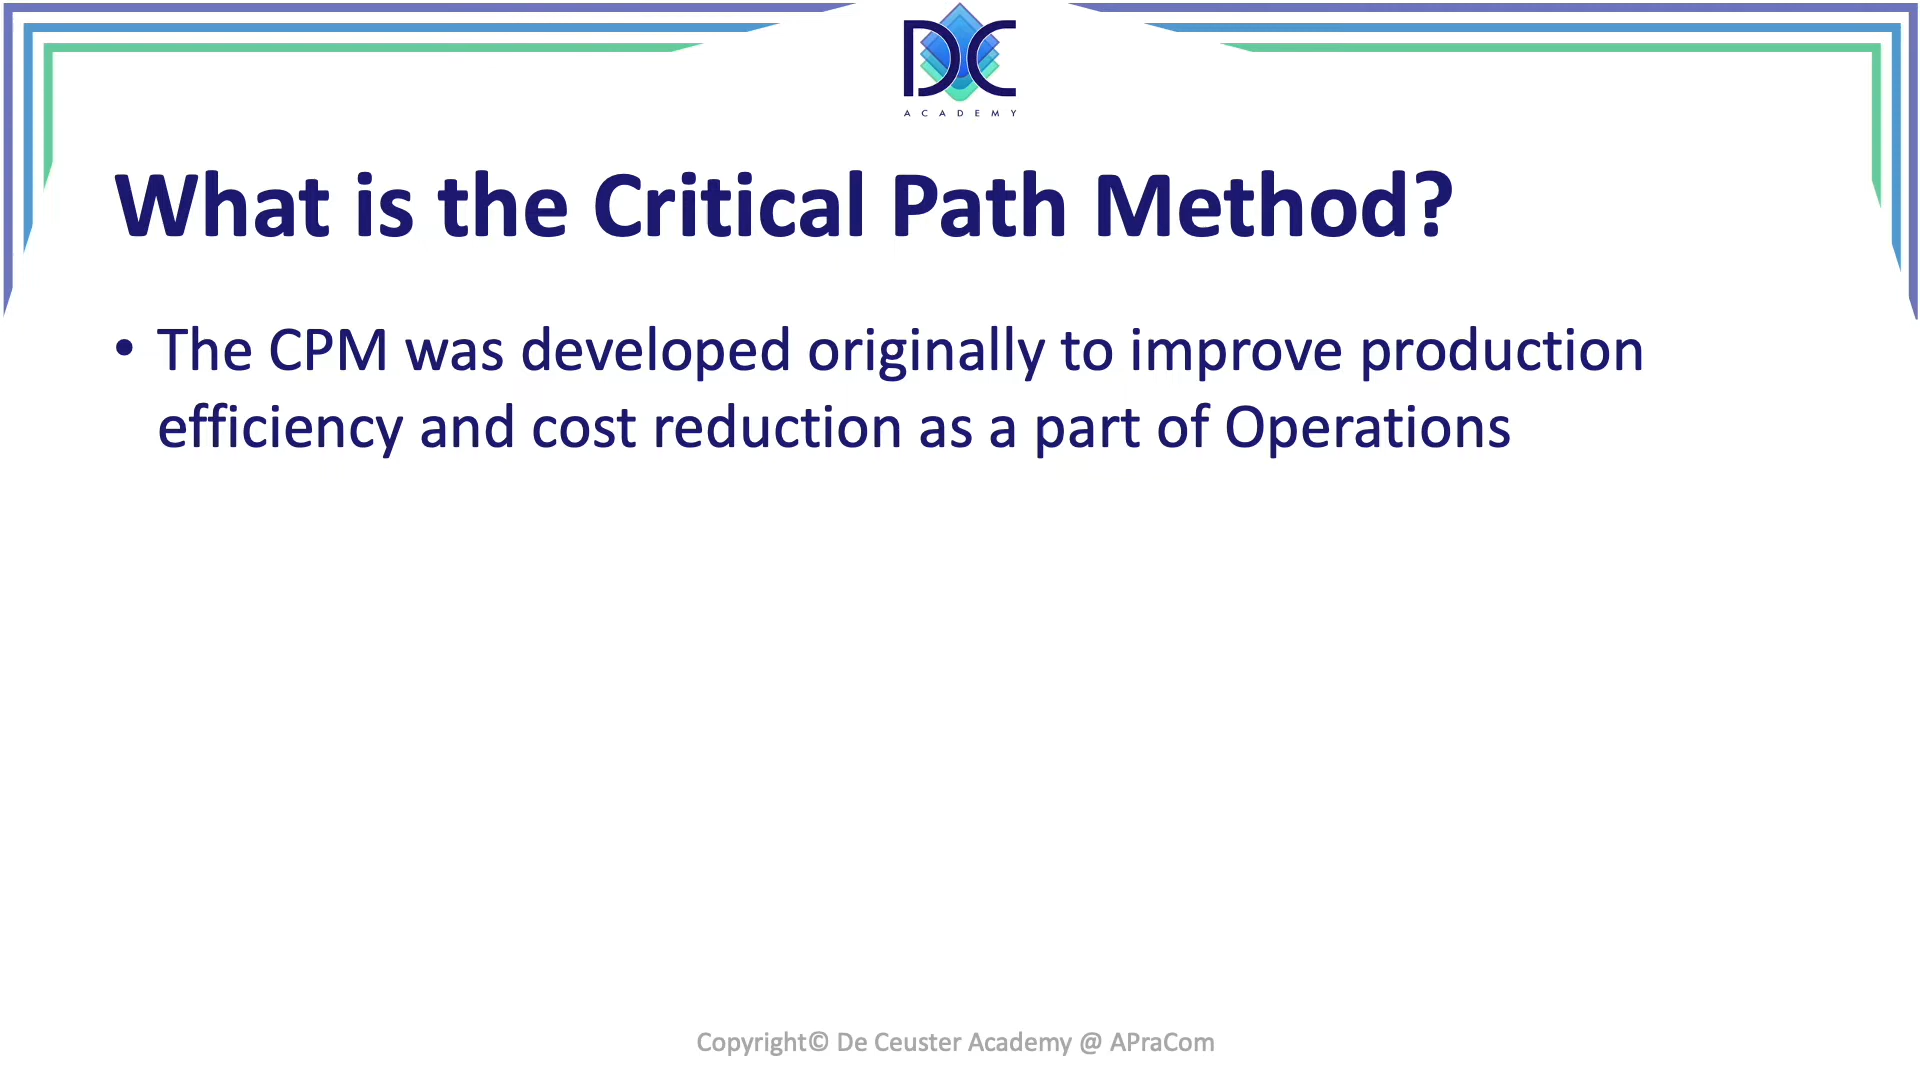 DC
ACADEMY
What is the Critical Path Method?
• The CPM was developed originally to improve production
efficiency and cost reduction as a part of Operations
Copyright© De Ceuster Academy @ APraCom